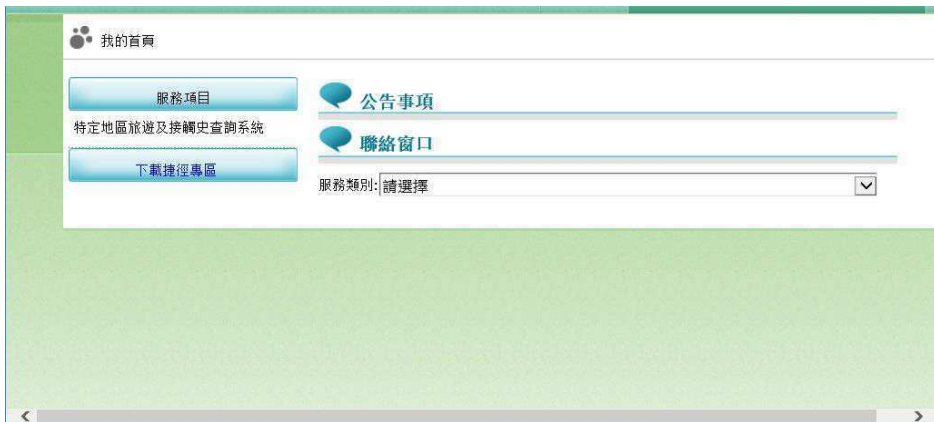 我的首頁
服務項目
特定地區旅遊及接觸史查詢系統
下載捷徑專區
公告事項
聯絡窗口
服務類別:請選擇